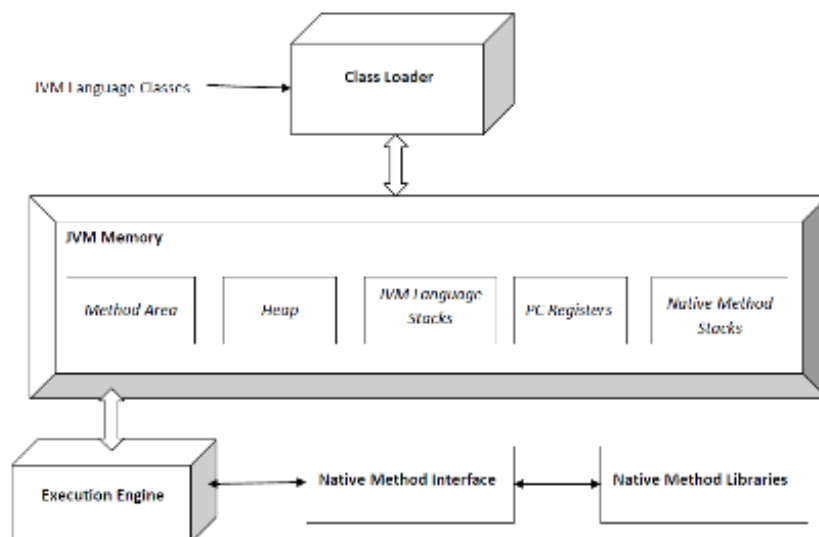 Class Loader
JVM Language Classes
JVM Memory
Method Area
Heap
JVM Language
Stacks
PC Registers
Native Method
Stacks
Execution Engine
Native Method Interface
Native Method Libraries